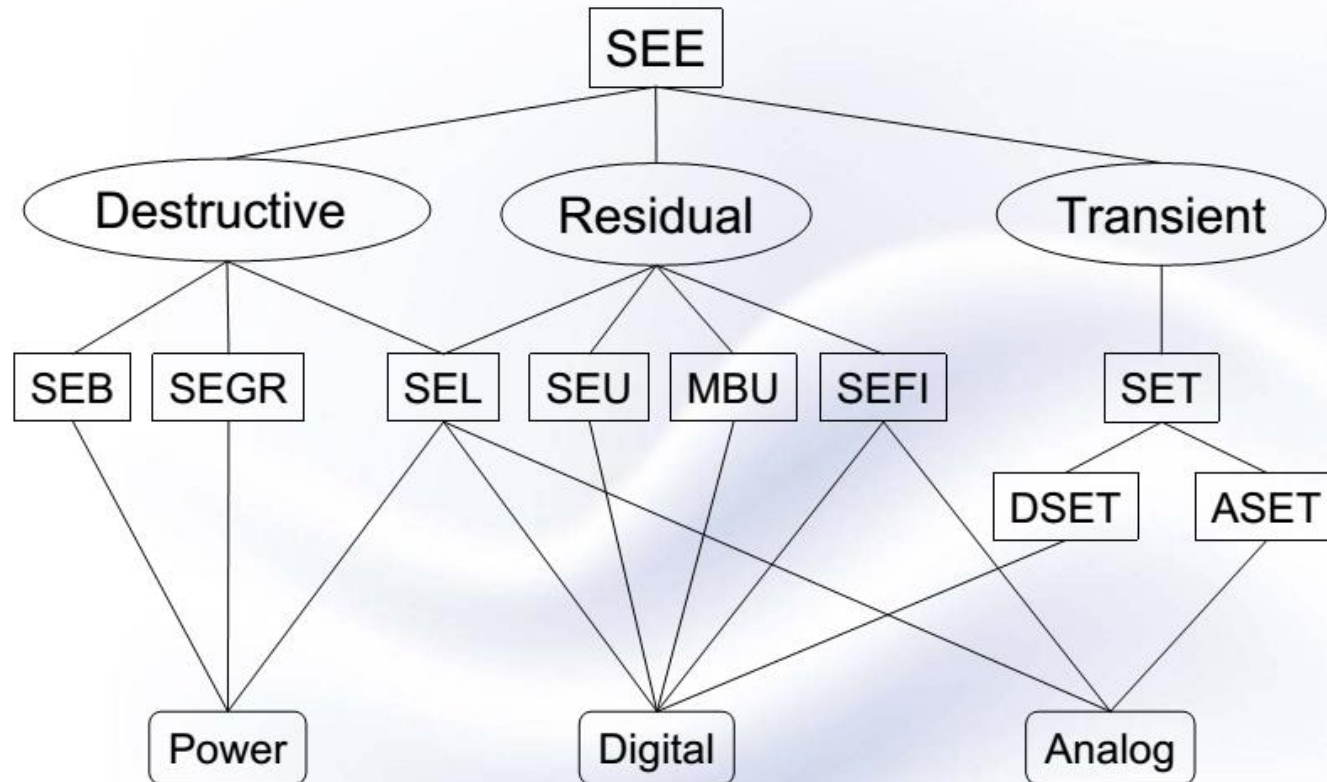 SEE
Destructive
Residual
Transient
SEB
SEGR
SEL
SEU
MBU
SEFI
SET
DSET
ASET
Power
Digital
Analog